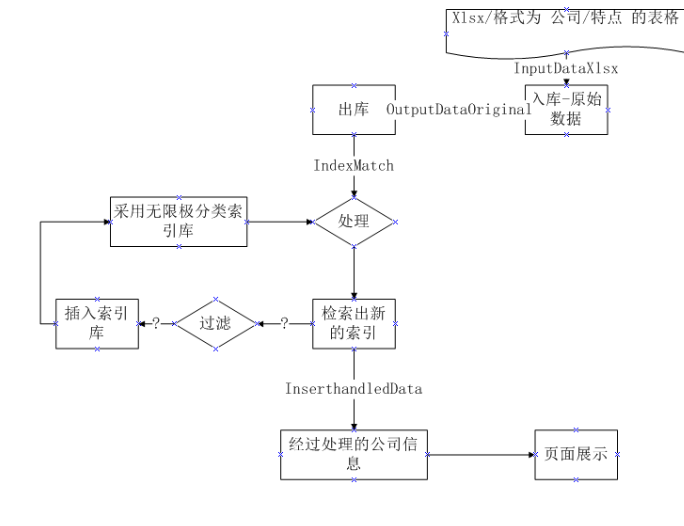 Xlsx/格式为 公司/特点 的表格
InputDataXlsx
出库
OutputDataOriginal
入库-原始
数据
IndexMatch
采用无限极分类索
引库
处理
插入索引
库
?
过滤
?
检索出新
的索引
InserthandledData
经过处理的公司信
息
页面展示